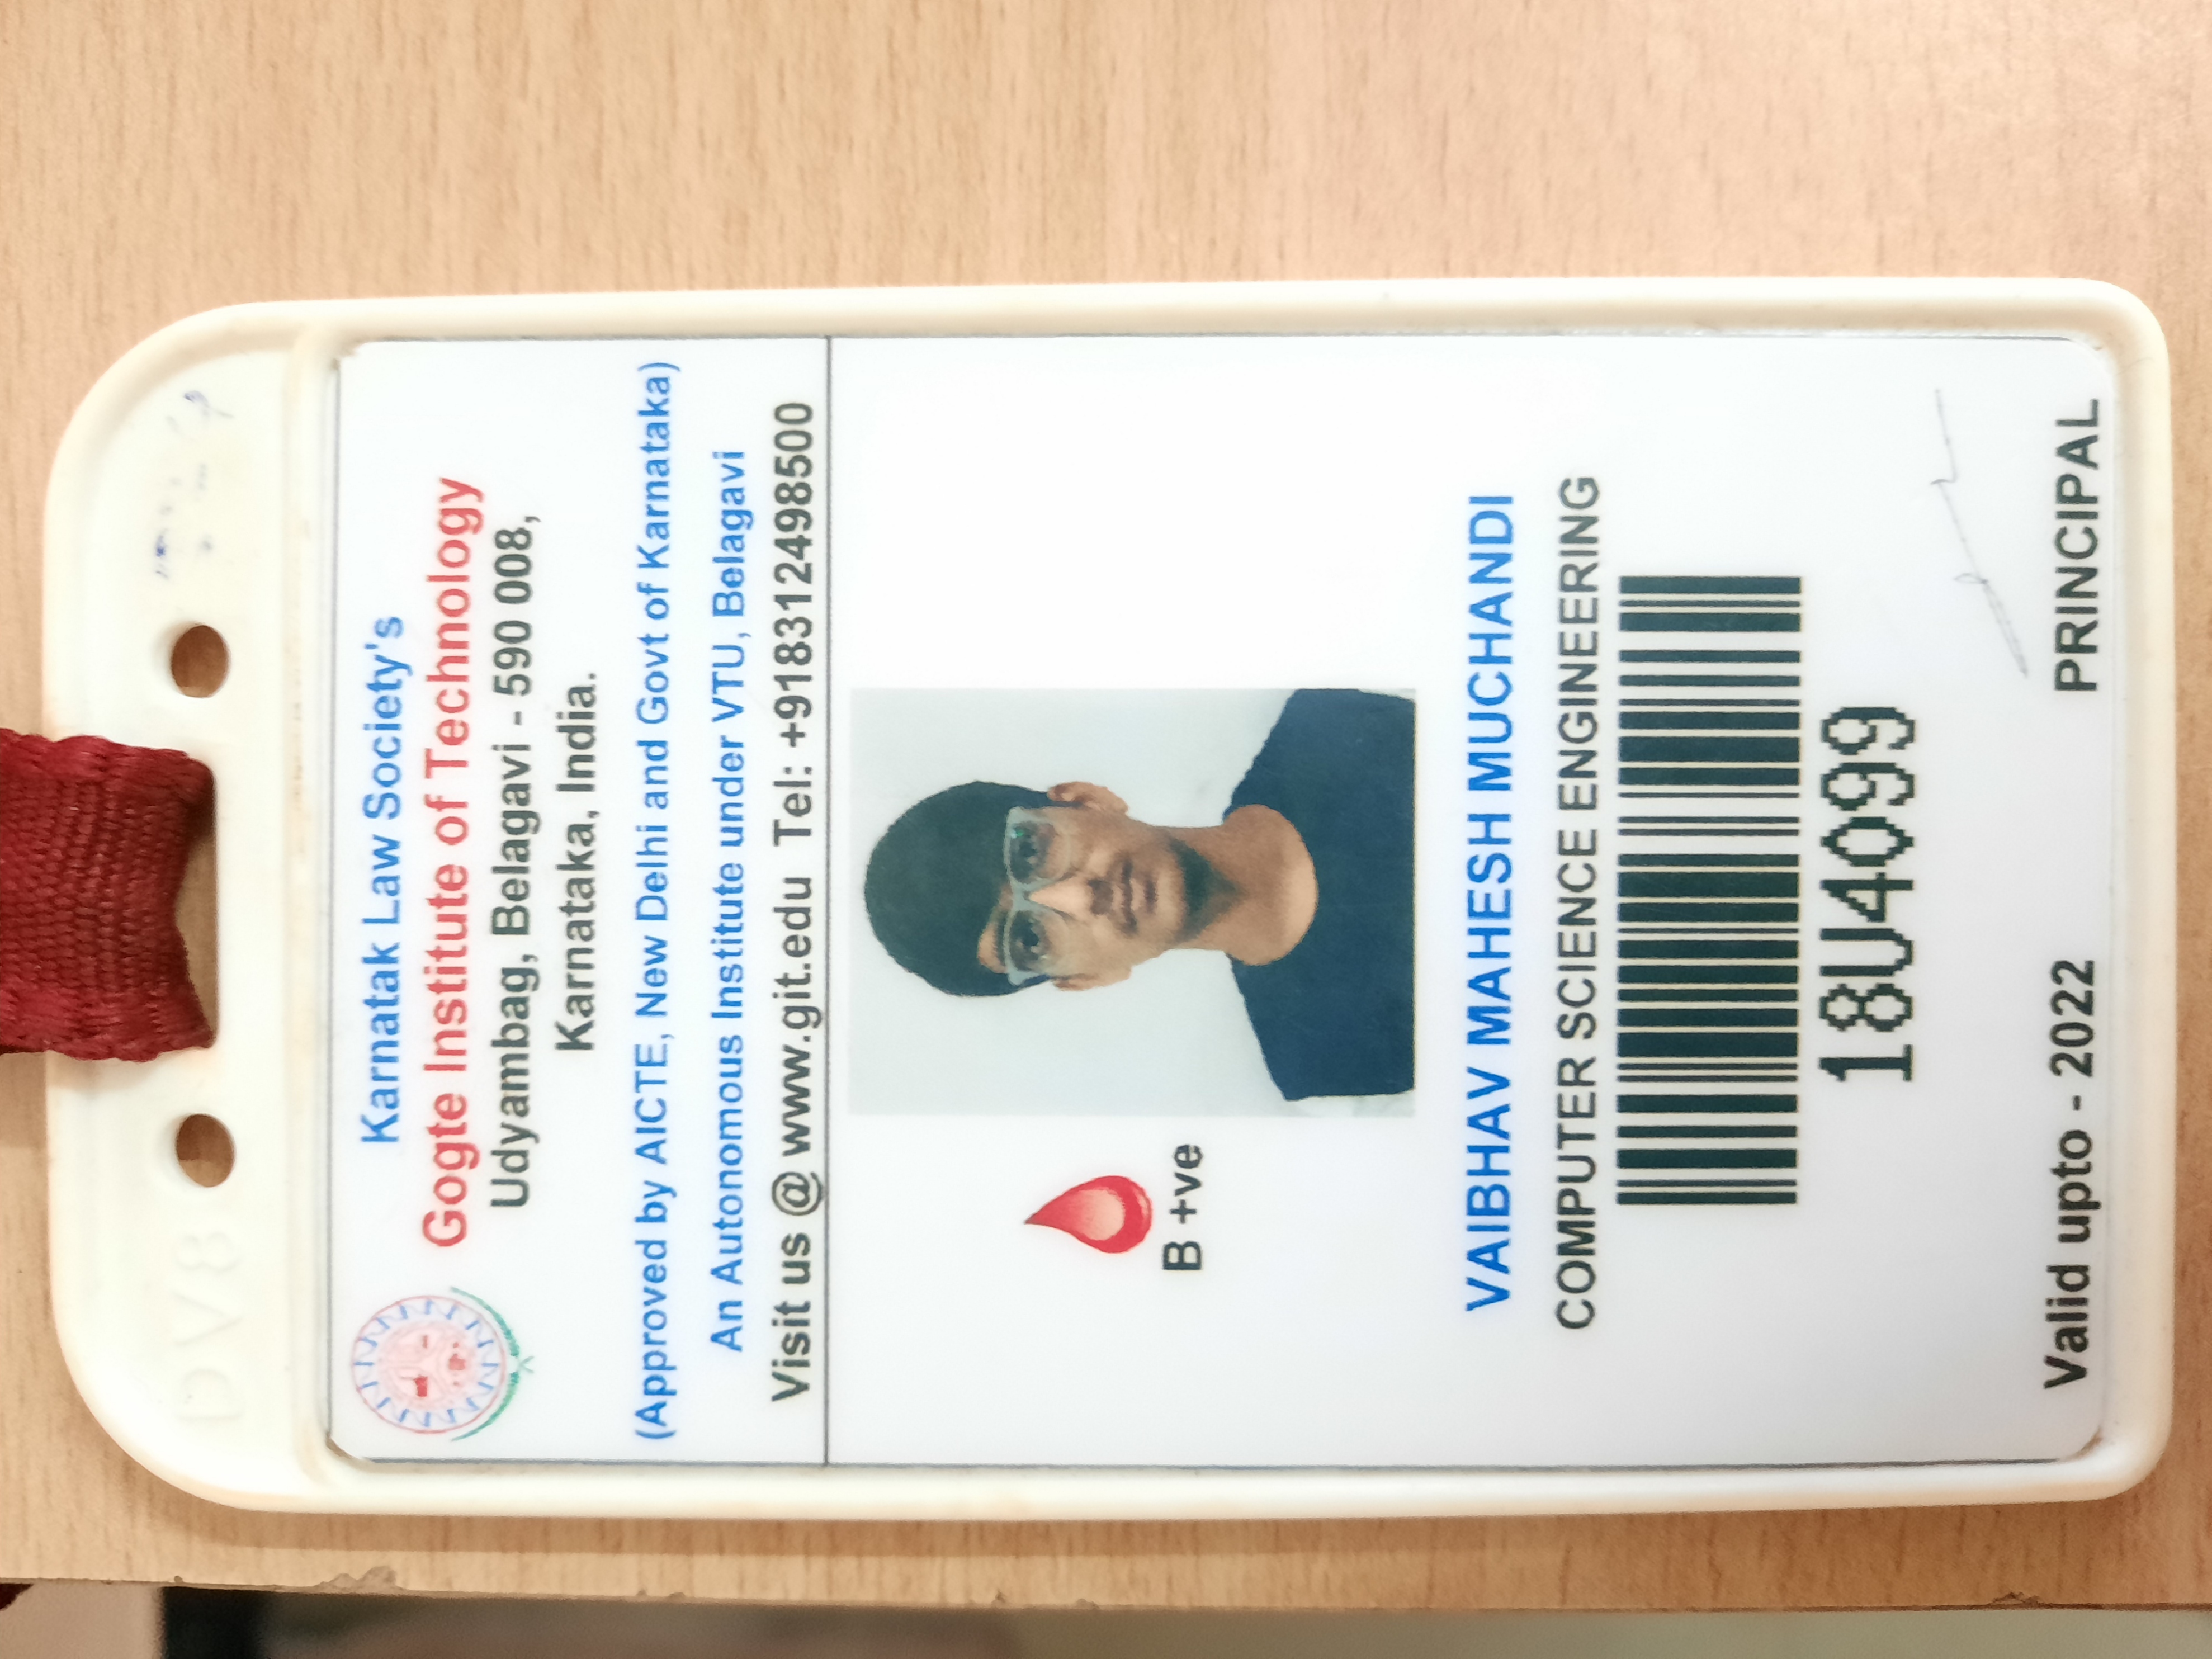 Karnatak Law Society's
Gogte Institute of Technology
Udyambag, Belagavi - 590 008,
Karnataka, India.
(Approved by AICTE, New Delhi and Govt of Karnataka)
An Autonomous Institute under VTU, Belagavi
Visit us @ www.git.edu Tel: +918312498500
B +ve
VAIBHAV MAHESH MUCHANDI
COMPUTER SCIENCE ENGINEERING
18U4099
Valid upto - 2022 PRINCIPAL